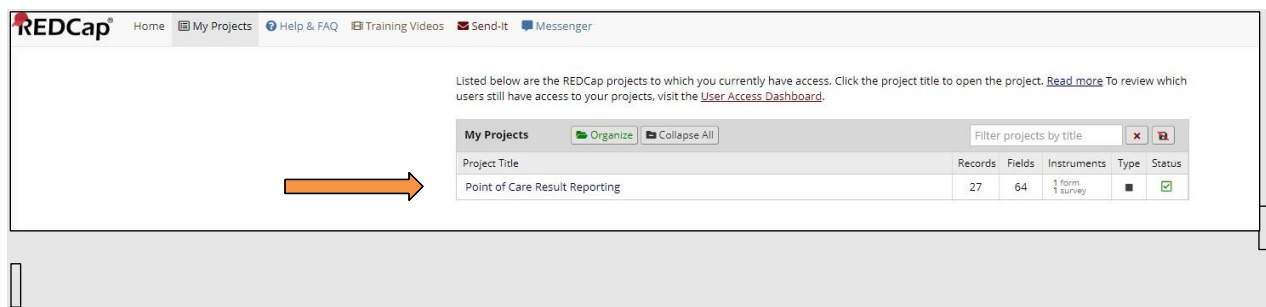 REDCap® Home My Projects Help & FAQ Training Videos Send-It Messenger
Listed below are the REDCap projects to which you currently have access. Click the project title to open the project. Read more To review which
users still have access to your projects, visit the User Access Dashboard.
My Projects Organize Collapse All Filter projects by title
Project Title Records Fields Instruments Type Status
Point of Care Result Reporting 27 64 1 form
1 survey